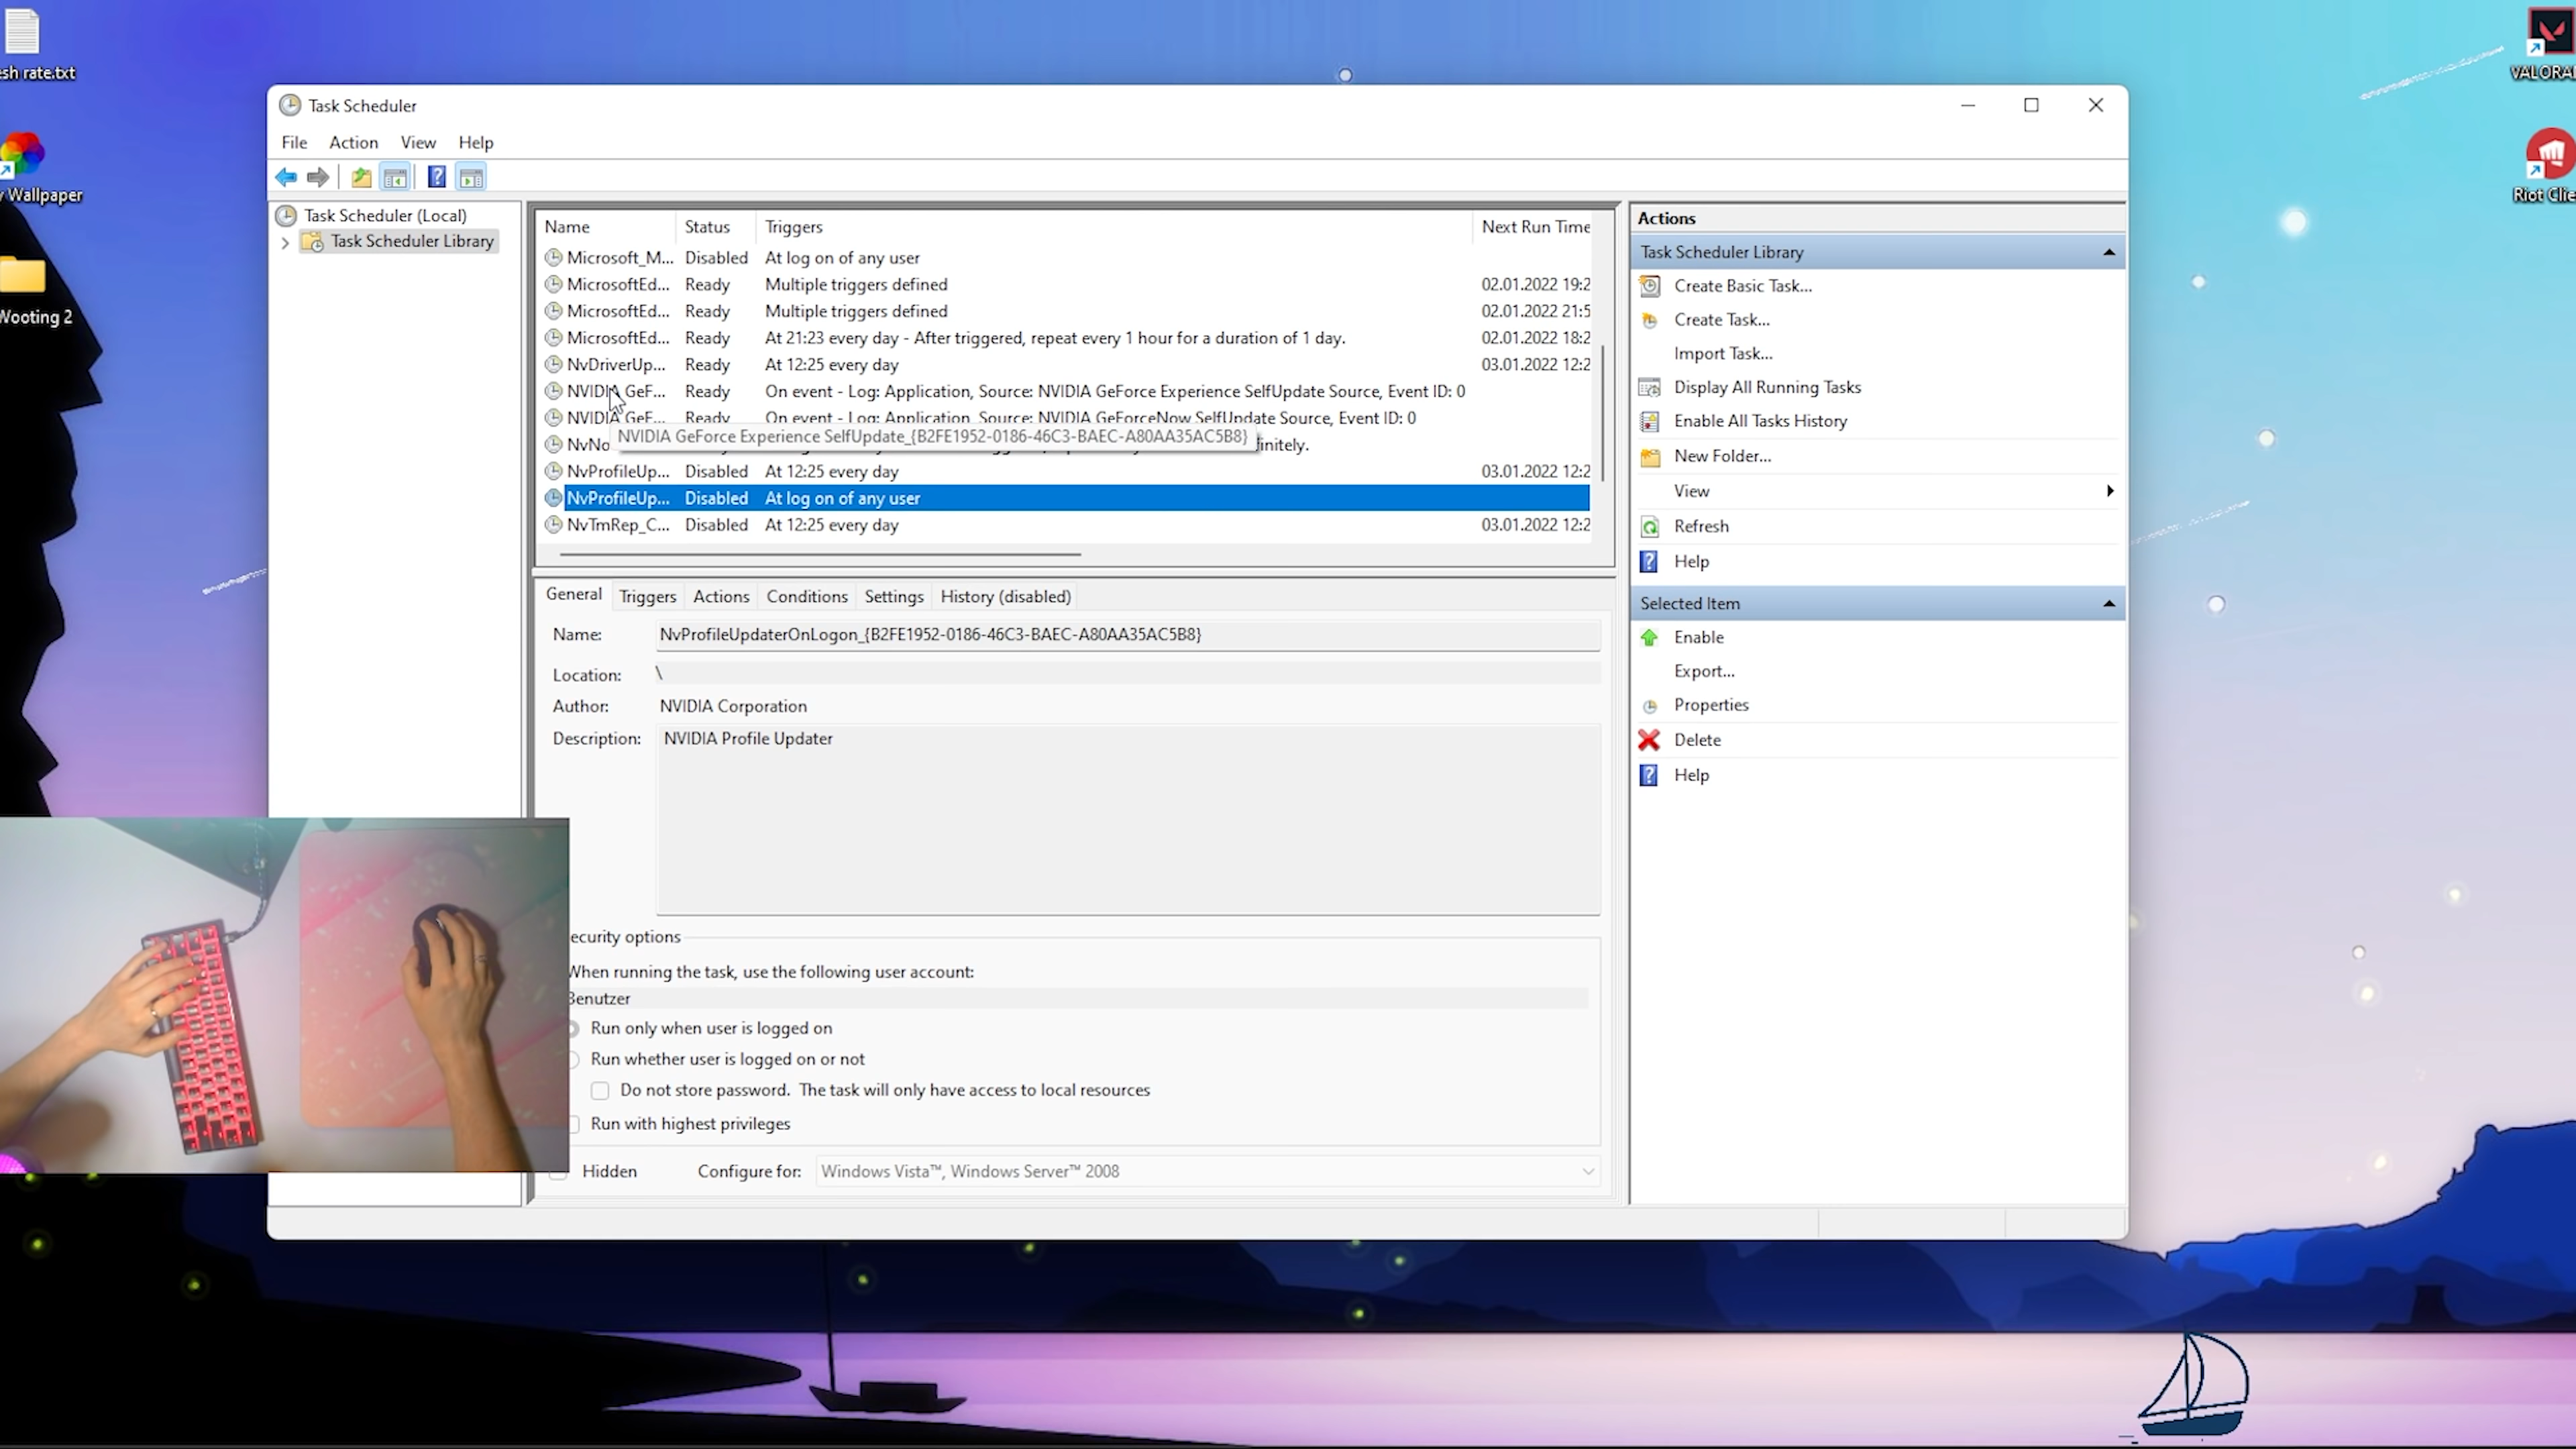 esh rate.txt
Wallpaper
Wooting 2
VALORA
Riot Clie
Task Scheduler
File Action View Help
Task Scheduler (Local)
Task Scheduler Library
Name Status Triggers Next Run Time
Microsoft_M... Disabled At log on of any user
MicrosoftEd... Ready Multiple triggers defined 02.01.2022 19:2
MicrosoftEd... Ready Multiple triggers defined 02.01.2022 21:5
MicrosoftEd... Ready At 21:23 every day - After triggered, repeat every 1 hour for a duration of 1 day. 02.01.2022 18:2
NvDriverUp... Ready At 12:25 every day 03.01.2022 12:2
NVIDIA GeF... Ready On event - Log: Application, Source: NVIDIA GeForce Experience SelfUpdate Source, Event ID: 0
NVIDIA GeF... Ready On event - Log: Application, Source: NVIDIA GeForceNow SelfUpdate Source, Event ID: 0
NVIDIA GeForce Experience SelfUpdate_{B2FE1952-0186-46C3-BAEC-A80AA35AC5B8}
NvNo finitely.
NvProfileUp... Disabled At 12:25 every day 03.01.2022 12:2
NvProfileUp... Disabled At log on of any user
NvTmRep_C... Disabled At 12:25 every day 03.01.2022 12:2
General Triggers Actions Conditions Settings History (disabled)
Name: NvProfileUpdaterOnLogon_{B2FE1952-0186-46C3-BAEC-A80AA35AC5B8}
Location: \
Author: NVIDIA Corporation
Description: NVIDIA Profile Updater
ecurity options
When running the task, use the following user account:
Benutzer
Run only when user is logged on
Run whether user is logged on or not
Do not store password. The task will only have access to local resources
Run with highest privileges
Hidden Configure for: Windows Vista™, Windows Server™ 2008
Actions
Task Scheduler Library
Create Basic Task...
Create Task...
Import Task...
Display All Running Tasks
Enable All Tasks History
New Folder...
View
Refresh
Help
Selected Item
Enable
Export...
Properties
Delete
Help